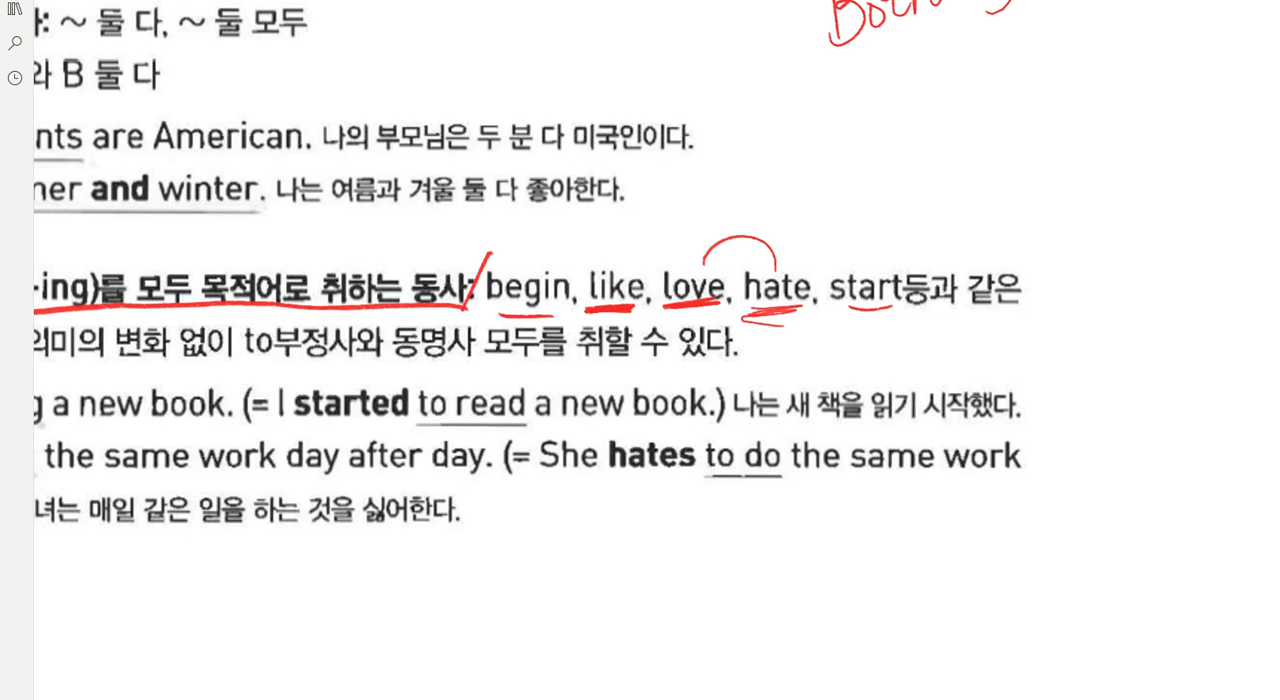 Both
: ~ 둘 다, ~ 둘 모두
와 B 둘 다
nts are American. 나의 부모님은 두 분 다 미국인이다.
ner and winter. 나는 여름과 겨울 둘 다 좋아한다.
-ing)를 모두 목적어로 취하는 동사: begin, like, love, hate, start등과 같은
의미의 변화 없이 to부정사와 동명사 모두를 취할 수 있다.
g a new book. (= I started to read a new book.) 나는 새 책을 읽기 시작했다.
the same work day after day. (= She hates to do the same work
녀는 매일 같은 일을 하는 것을 싫어한다.